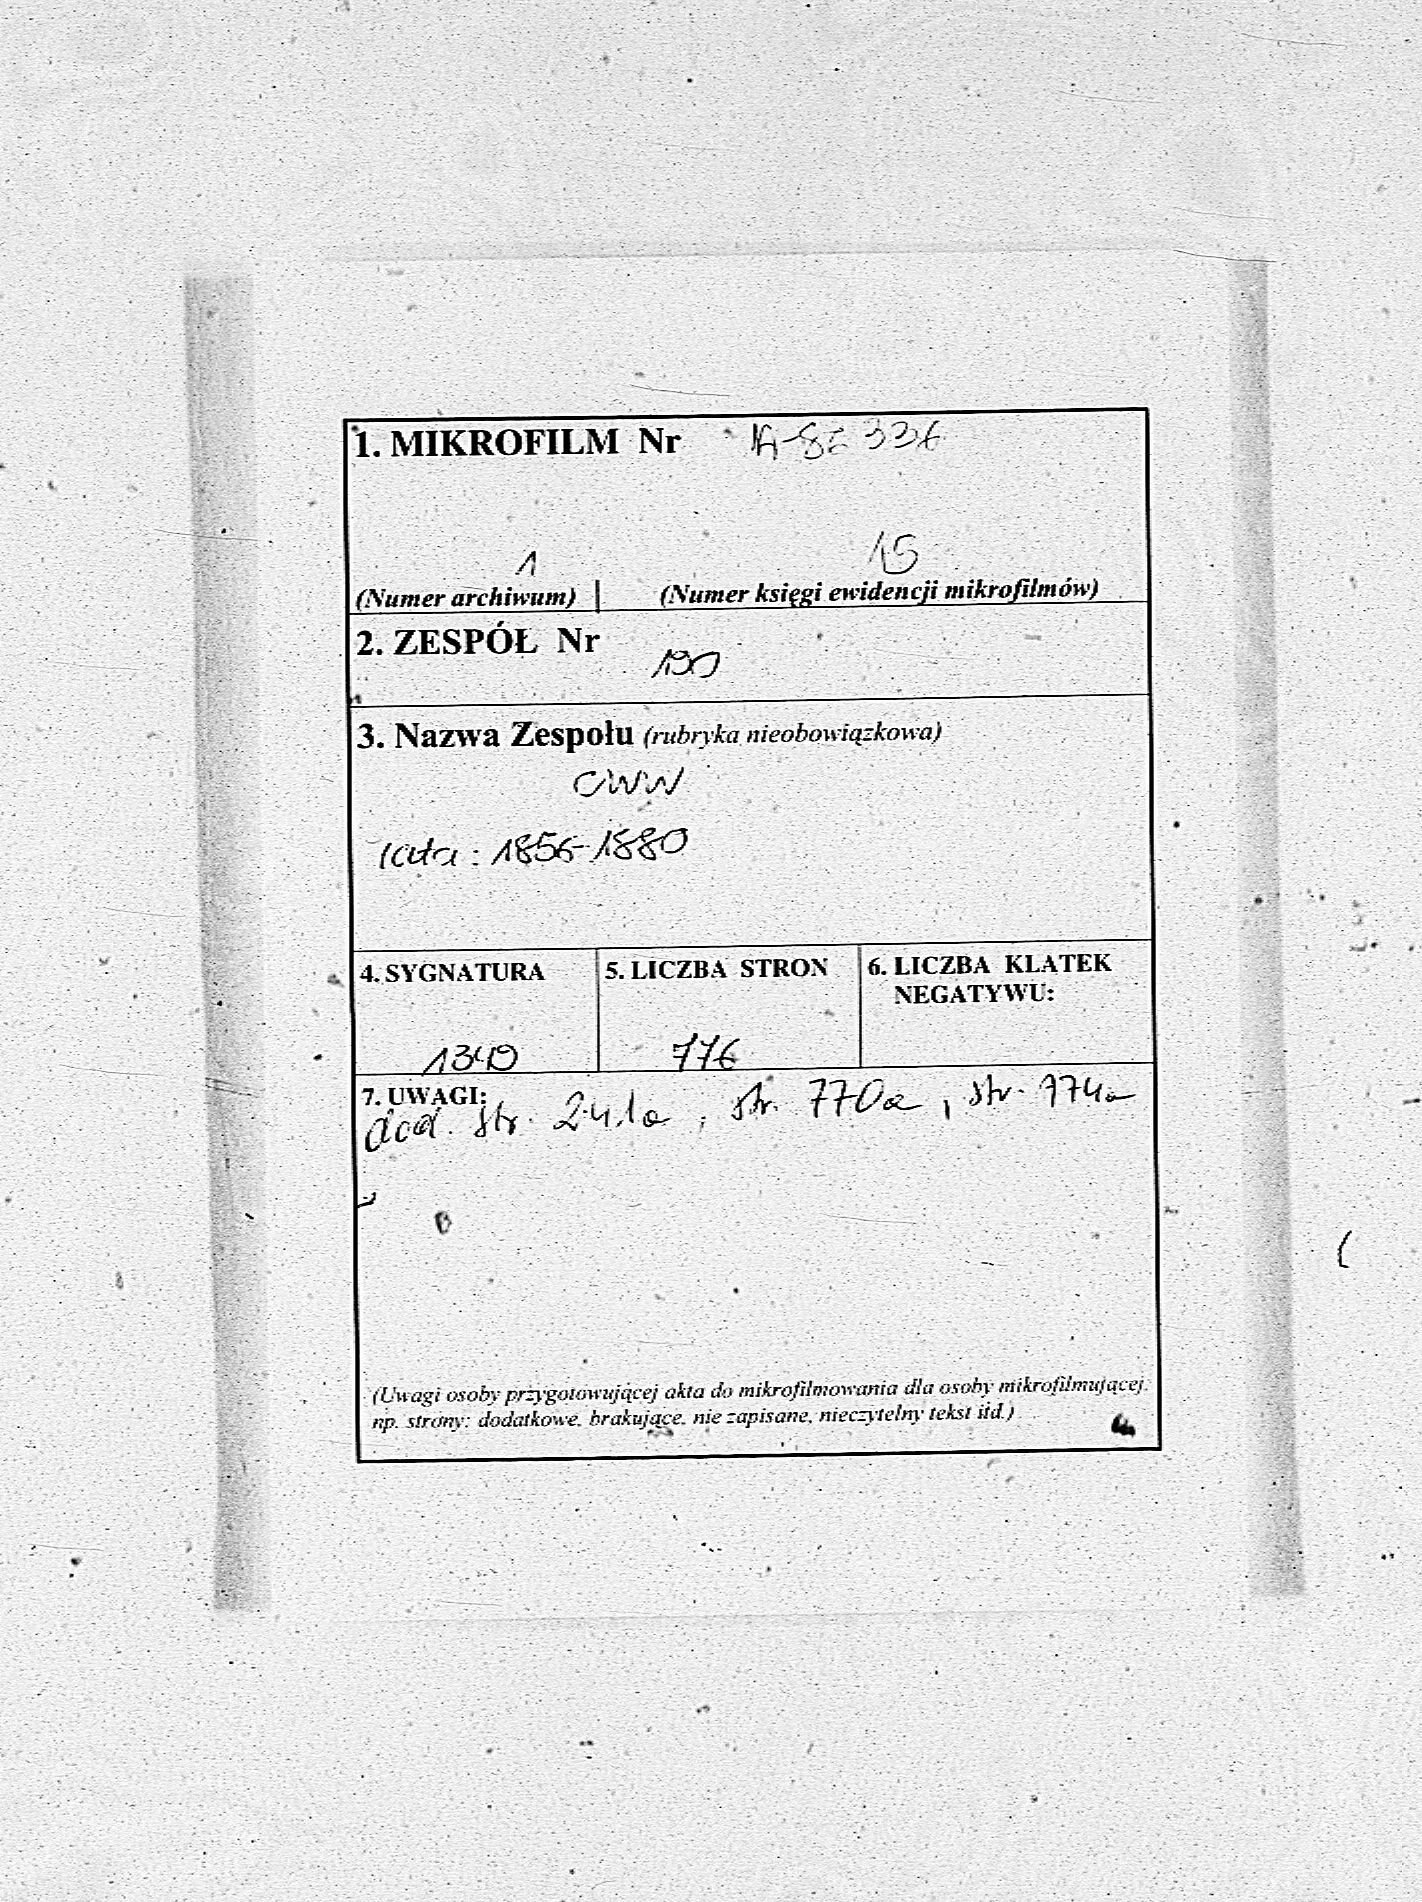 1. MIKROFILM Nr A-82 336
1 15
(Numer archiwum) | (Numer księgi ewidencji mikrofilmów)
2. ZESPÓŁ Nr 190
3. Nazwa Zespołu (rubryka nieobowiązkowa)
CWW
lata: 1856-1880
4. SYGNATURA 5. LICZBA STRON 6. LICZBA KLATEK
NEGATYWU:
776
7. UWAGI:
dod. str. 241a, str. 770a, str. 774a
(Uwagi osoby przygotowującej akta do mikrofilmowania dla osoby mikrofilmującej.
np. strony: dodatkowe, brakujące, nie zapisane, nieczytelny tekst itd.)